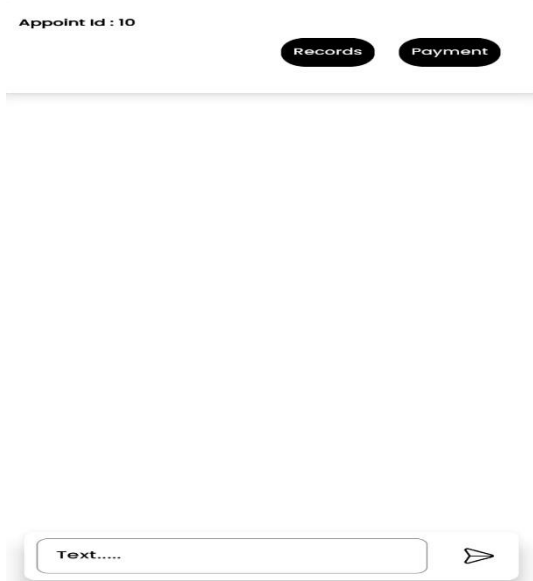 Appoint Id : 10
Records Payment
Text.....